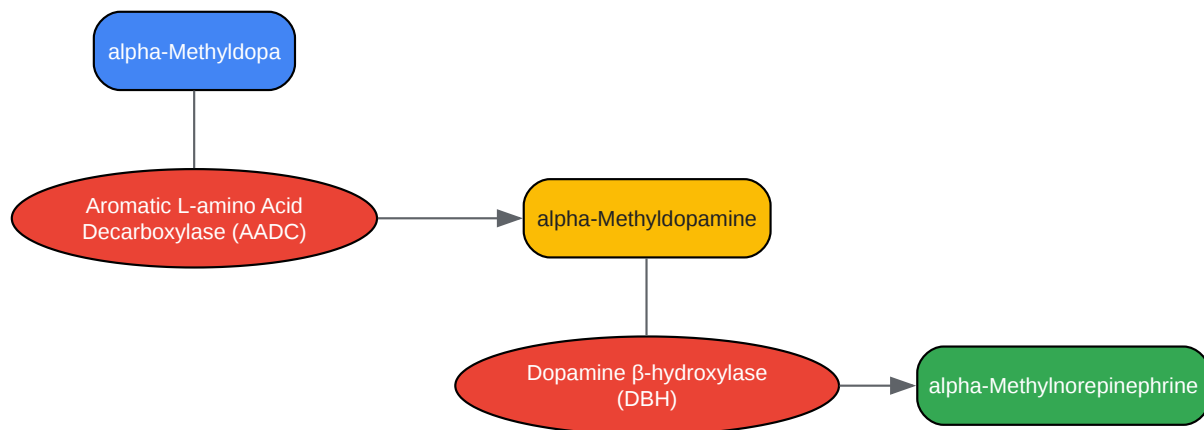 alpha-Methyldopa
Aromatic L-amino Acid
Decarboxylase (AADC)
alpha-Methyldopamine
Dopamine β-hydroxylase
(DBH)
alpha-Methylnorepinephrine